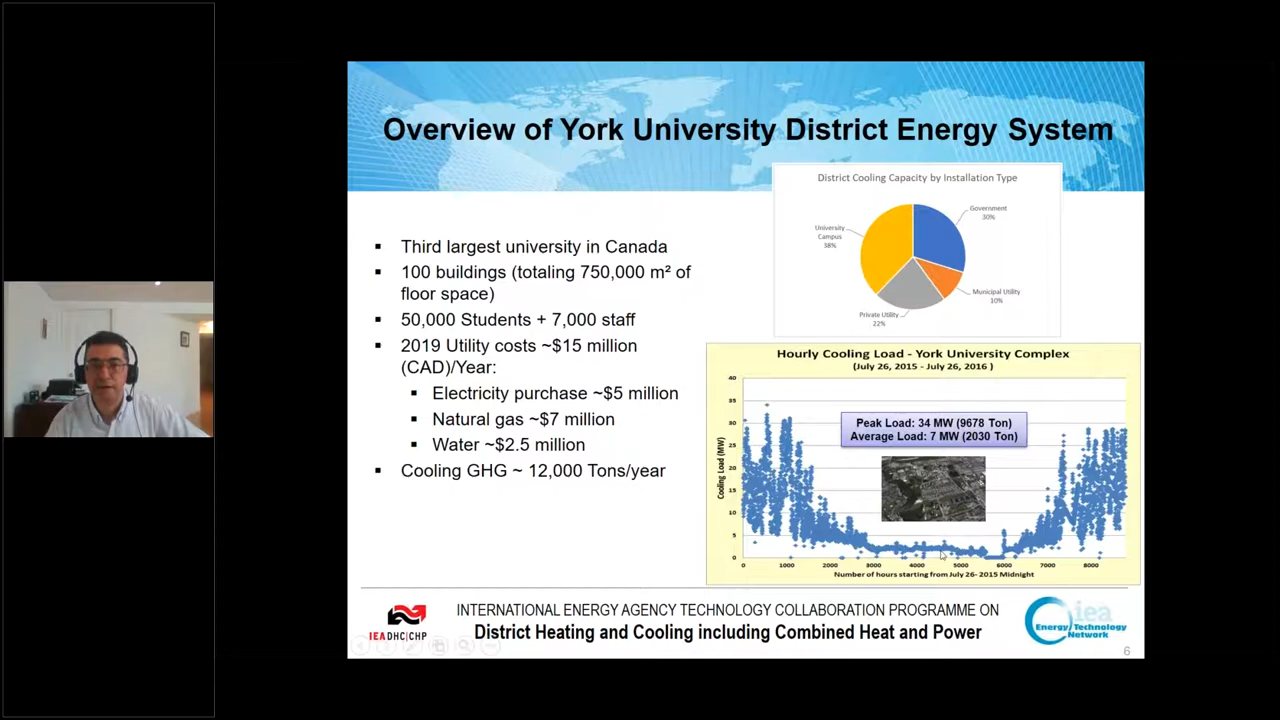 Overview of York University District Energy System
▪ Third largest university in Canada
▪ 100 buildings (totaling 750,000 m² of
floor space)
▪ 50,000 Students + 7,000 staff
▪ 2019 Utility costs ~$15 million
(CAD)/Year:
▪ Electricity purchase ~$5 million
▪ Natural gas ~$7 million
▪ Water ~$2.5 million
▪ Cooling GHG ~ 12,000 Tons/year
District Cooling Capacity by Installation Type
Government
30%
University
Campus
38%
Municipal Utility
10%
Private Utility
22%
Hourly Cooling Load - York University Complex
(July 26, 2015 - July 26, 2016 )
40
35
30
25
20
15
10
5
0
Cooling Load (MW)
Peak Load: 34 MW (9678 Ton)
Average Load: 7 MW (2030 Ton)
0 1000 2000 3000 4000 5000 6000 7000 8000
Number of hours starting from July 26- 2015 Midnight
IEA DHC|CHP
INTERNATIONAL ENERGY AGENCY TECHNOLOGY COLLABORATION PROGRAMME ON
District Heating and Cooling including Combined Heat and Power
iea
Energy Technology
Network
6